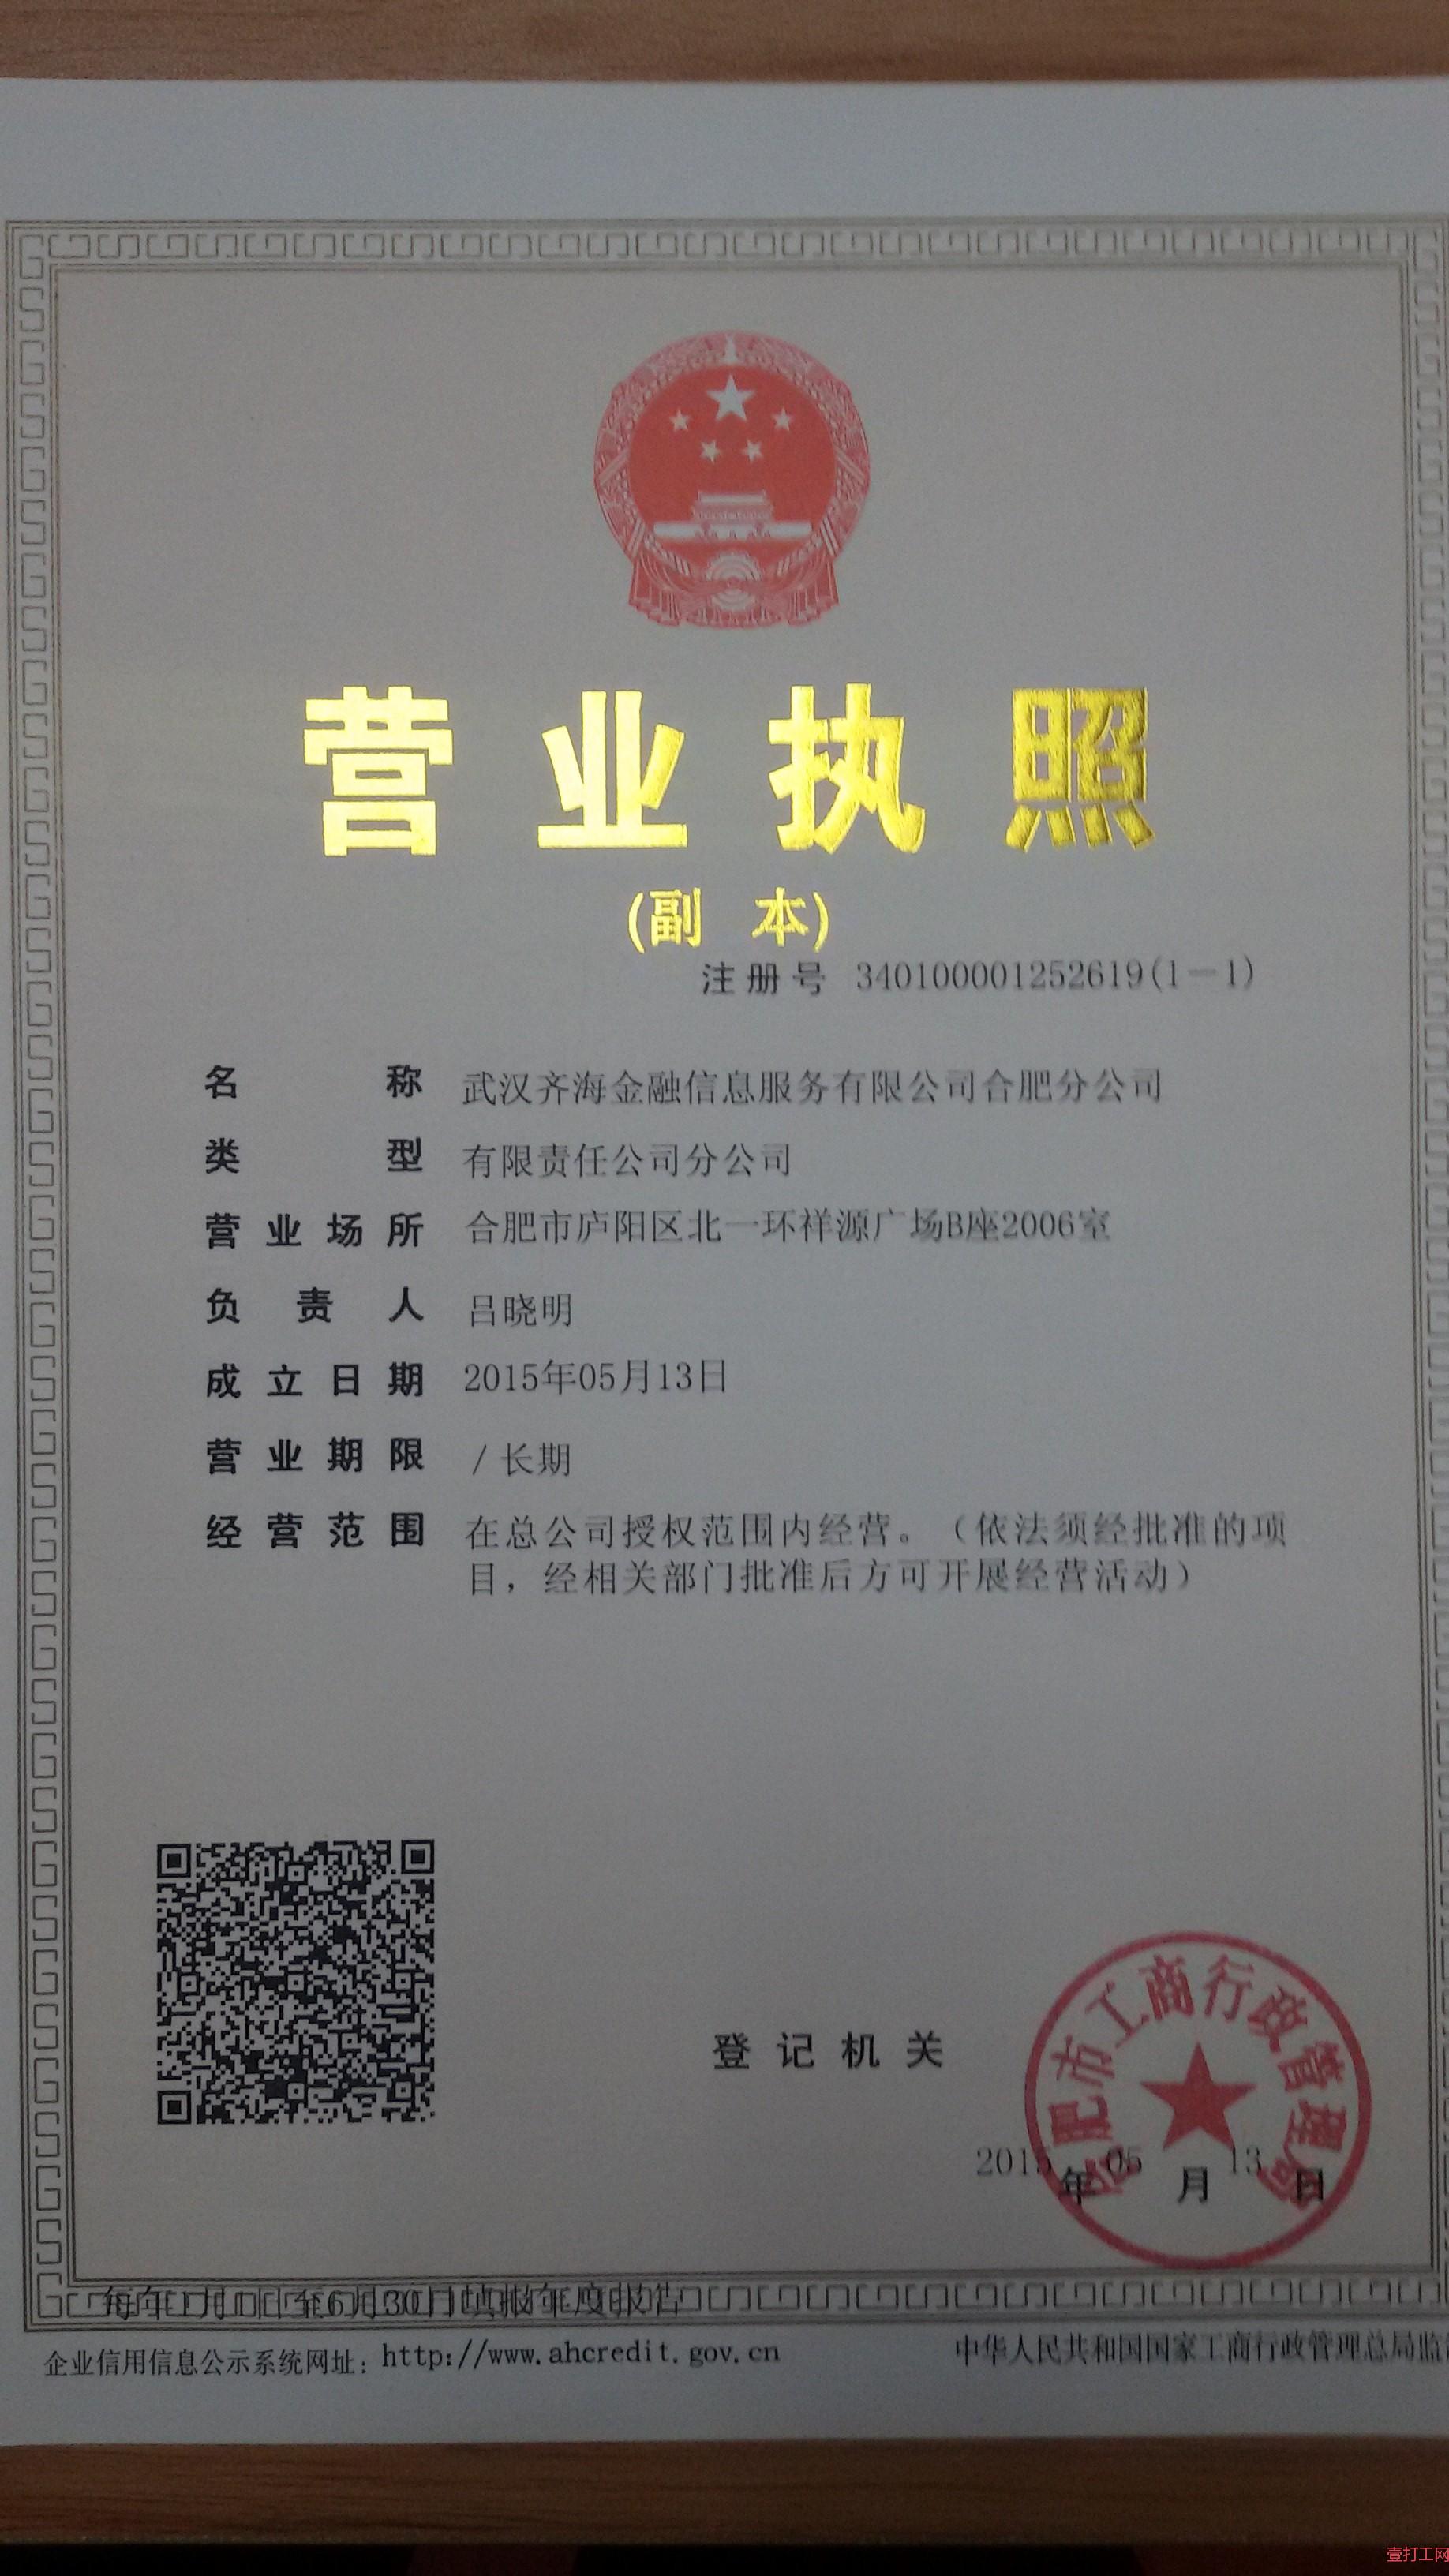 营业执照
(副 本)
注册号 340100001252619(1-1)
名称 武汉齐海金融信息服务有限公司合肥分公司
类型 有限责任公司分公司
营业场所 合肥市庐阳区北一环祥源广场B座2006室
负责人 吕晓明
成立日期 2015年05月13日
营业期限 / 长期
经营范围 在总公司授权范围内经营。（依法须经批准的项
目，经相关部门批准后方可开展经营活动）
登记机关
合肥市工商行政管理局
2015年05月13日
每年1月1日至6月30日填报年度报告
企业信用信息公示系统网址：http://www.ahcredit.gov.cn
中华人民共和国国家工商行政管理总局监
壹打工网